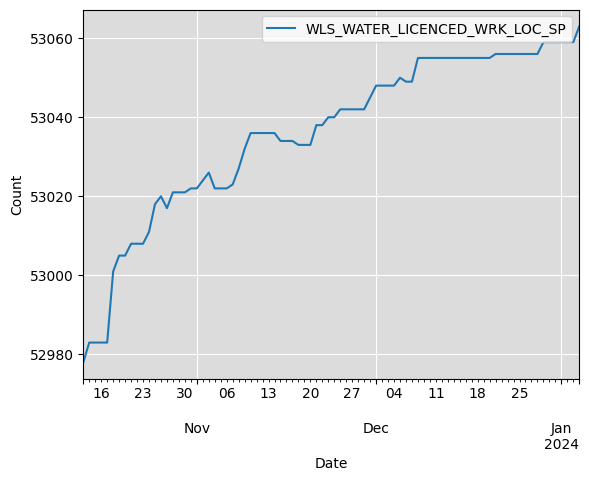 WLS_WATER_LICENCED_WRK_LOC_SP
53060
53040
53020
53000
52980
Count
16 23 30 06 13 20 27 04 11 18 25
Nov Dec Jan
2024
Date